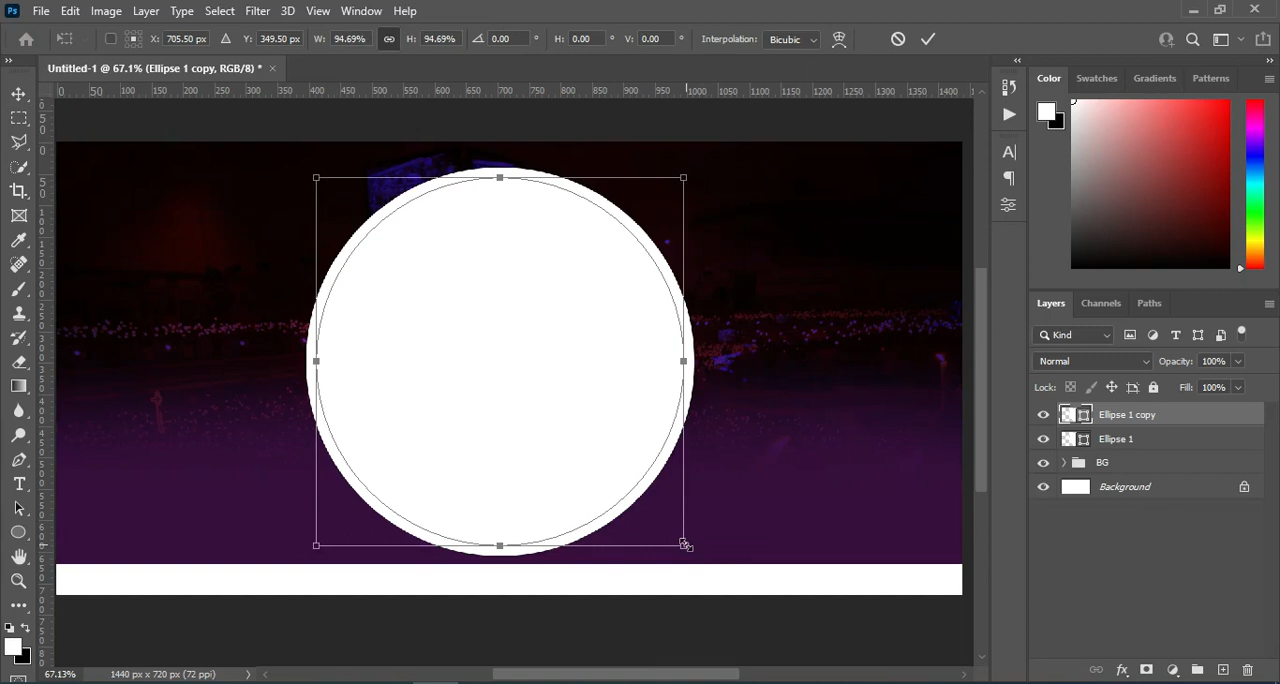 Ps File Edit Image Layer Type Select Filter 3D View Window Help
X: 705.50 px Y: 349.50 px W: 94.69% H: 94.69% 0.00 ° H: 0.00 ° V: 0.00 ° Interpolation: Bicubic
Untitled-1 @ 67.1% (Ellipse 1 copy, RGB/8) * ×
0 50 100 150 200 250 300 350 400 450 500 550 600 650 700 750 800 850 900 950 1000 1050 1100 1150 1200 1250 1300 1350 1400
Color Swatches Gradients Patterns
Layers Channels Paths
Kind
Normal Opacity: 100%
Lock: Fill: 100%
Ellipse 1 copy
Ellipse 1
BG
Background
67.13% 1440 px x 720 px (72 ppi)